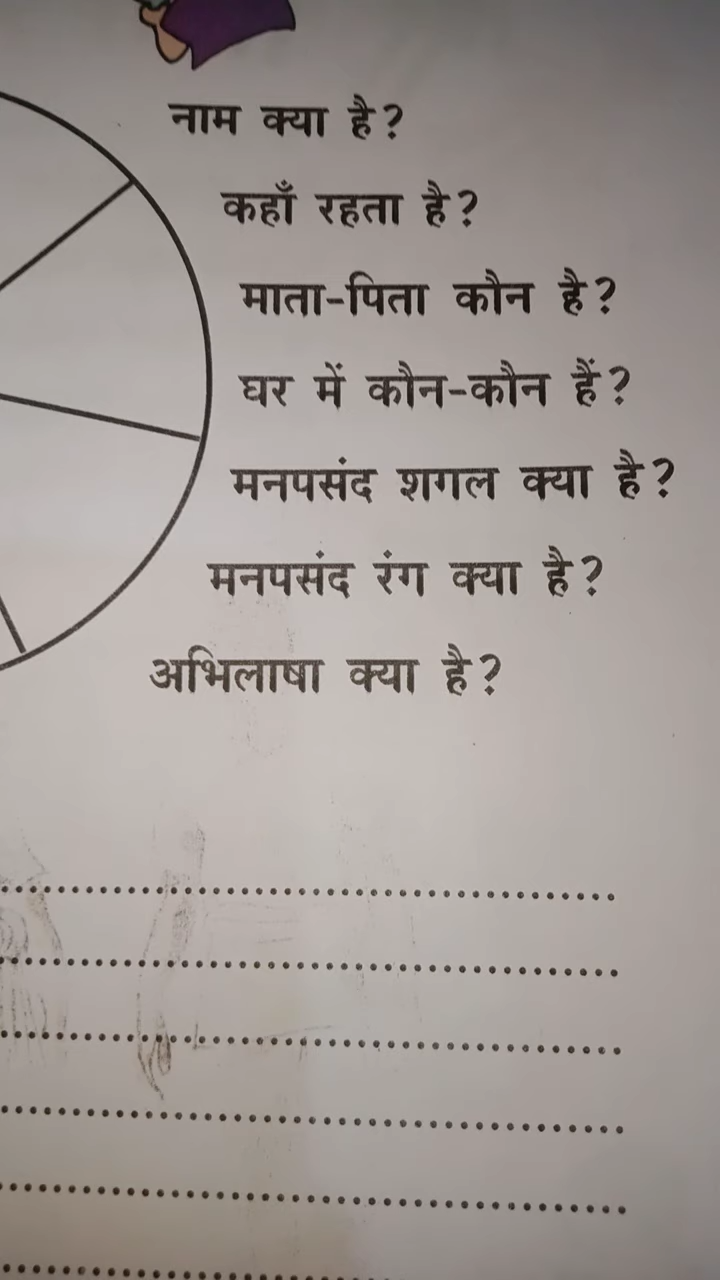 नाम क्या है?
कहाँ रहता है?
माता-पिता कौन है?
घर में कौन-कौन हैं?
मनपसंद शगल क्या है?
मनपसंद रंग क्या है?
अभिलाषा क्या है?